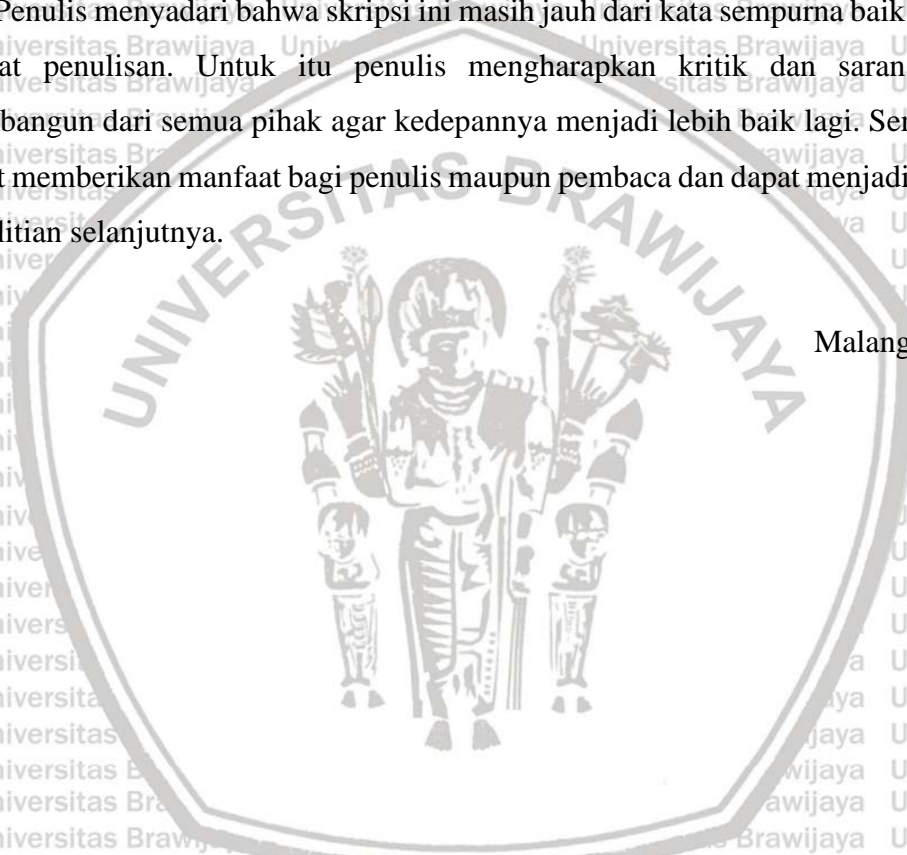 Penulis menyadari bahwa skripsi ini masih jauh dari kata sempurna baik
at penulisan. Untuk itu penulis mengharapkan kritik dan saran
bangun dari semua pihak agar kedepannya menjadi lebih baik lagi.
t memberikan manfaat bagi penulis maupun pembaca dan dapat menjadi
litian selanjutnya.
UNIVERSITAS BRAWIJAYA
Malang